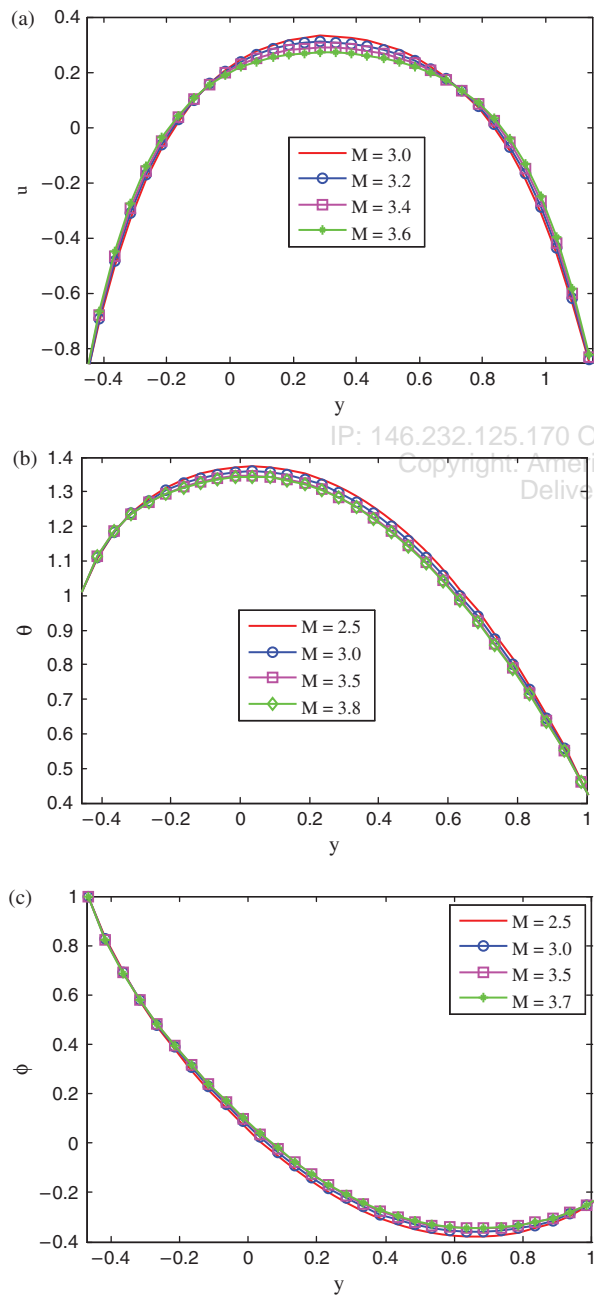 (a)
0.4
0.2
0
−0.2
−0.4
−0.6
−0.8
u
M = 3.0
M = 3.2
M = 3.4
M = 3.6
−0.4 −0.2 0 0.2 0.4 0.6 0.8 1
y
IP: 146.232.125.170 O
Copyright: Ameri
Delive
(b)
1.4
1.3
1.2
1.1
1
0.9
0.8
0.7
0.6
0.5
0.4
θ
M = 2.5
M = 3.0
M = 3.5
M = 3.8
−0.4 −0.2 0 0.2 0.4 0.6 0.8 1
y
(c)
1
0.8
0.6
0.4
0.2
0
−0.2
−0.4
ϕ
M = 2.5
M = 3.0
M = 3.5
M = 3.7
−0.4 −0.2 0 0.2 0.4 0.6 0.8 1
y